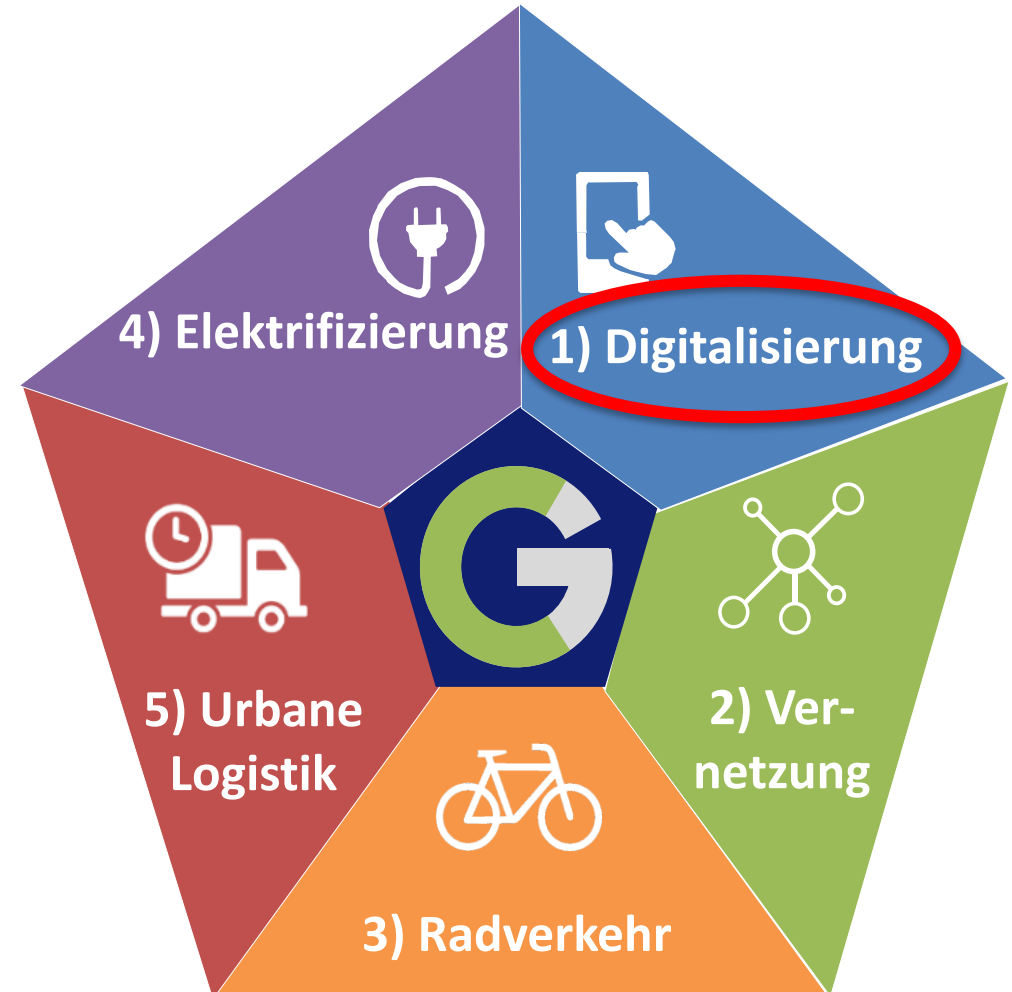 4) Elektrifizierung
1) Digitalisierung
G
5) Urbane
Logistik
2) Ver-
netzung
3) Radverkehr